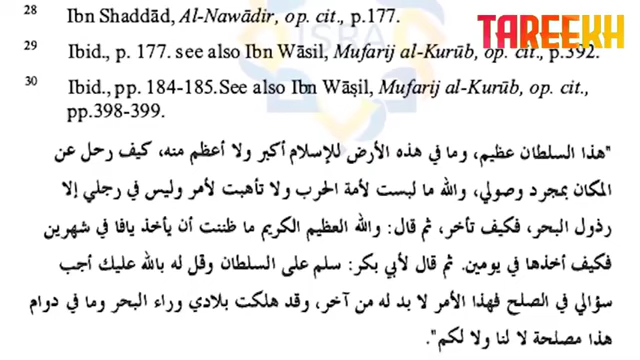 28 Ibn Shaddād, Al-Nawādir, op. cit., p.177.
TAREEKH
29 Ibid., p. 177. see also Ibn Wāsil, Mufarij al-Kurūb, op. cit., p.392.
30 Ibid., pp. 184-185.See also Ibn Wāṣil, Mufarij al-Kurūb, op. cit.,
pp.398-399.
"هذا السلطان عظيم، وما في هذه الأرض للإسلام أكبر ولا أعظم منه، كيف رحل عن
المكان بمجرد وصولي، والله ما لبست لأمة الحرب ولا تأهبت لأمر وليس في رجلي إلا
رذول البحر، فكيف تأخر، ثم قال: والله العظيم الكريم ما ظننت أن يأخذ يافا في شهرين
فكيف أخذها في يومين. ثم قال لأبي بكر: سلم على السلطان وقل له بالله عليك أجب
سؤالي في الصلح فهذا الأمر لا بد له من آخر، وقد هلكت بلادي وراء البحر وما في دوام
هذا مصلحة لا لنا ولا لكم".